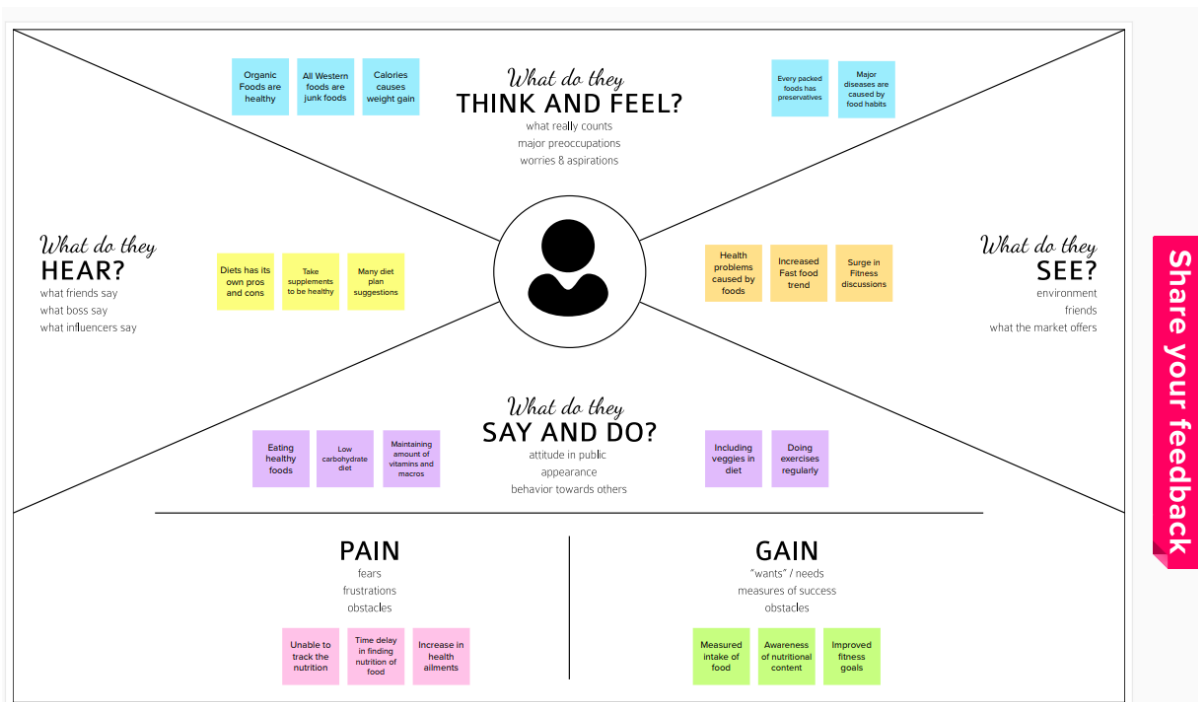 Organic
Foods are
healthy
All Western
foods are
junk foods
Calories
causes
weight gain
What do they
THINK AND FEEL?
what really counts
major preoccupations
worries & aspirations
Every packed
foods has
preservatives
Major
diseases are
caused by
food habits
What do they
HEAR?
what friends say
what boss say
what influencers say
Diets has its
own pros
and cons
Take
supplements
to be healthy
Many diet
plan
suggestions
Health
problems
caused by
foods
Increased
Fast food
trend
Surge in
Fitness
discussions
What do they
SEE?
environment
friends
what the market offers
Share your feedback
Eating
healthy
foods
Low
carbohydrate
diet
Maintaining
amount of
vitamins and
macros
What do they
SAY AND DO?
attitude in public
appearance
behavior towards others
Including
veggies in
diet
Doing
exercises
regularly
PAIN
fears
frustrations
obstacles
Unable to
track the
nutrition
Time delay
in finding
nutrition of
food
Increase in
health
ailments
GAIN
"wants" / needs
measures of success
obstacles
Measured
intake of
food
Awareness
of nutritional
content
Improved
fitness
goals